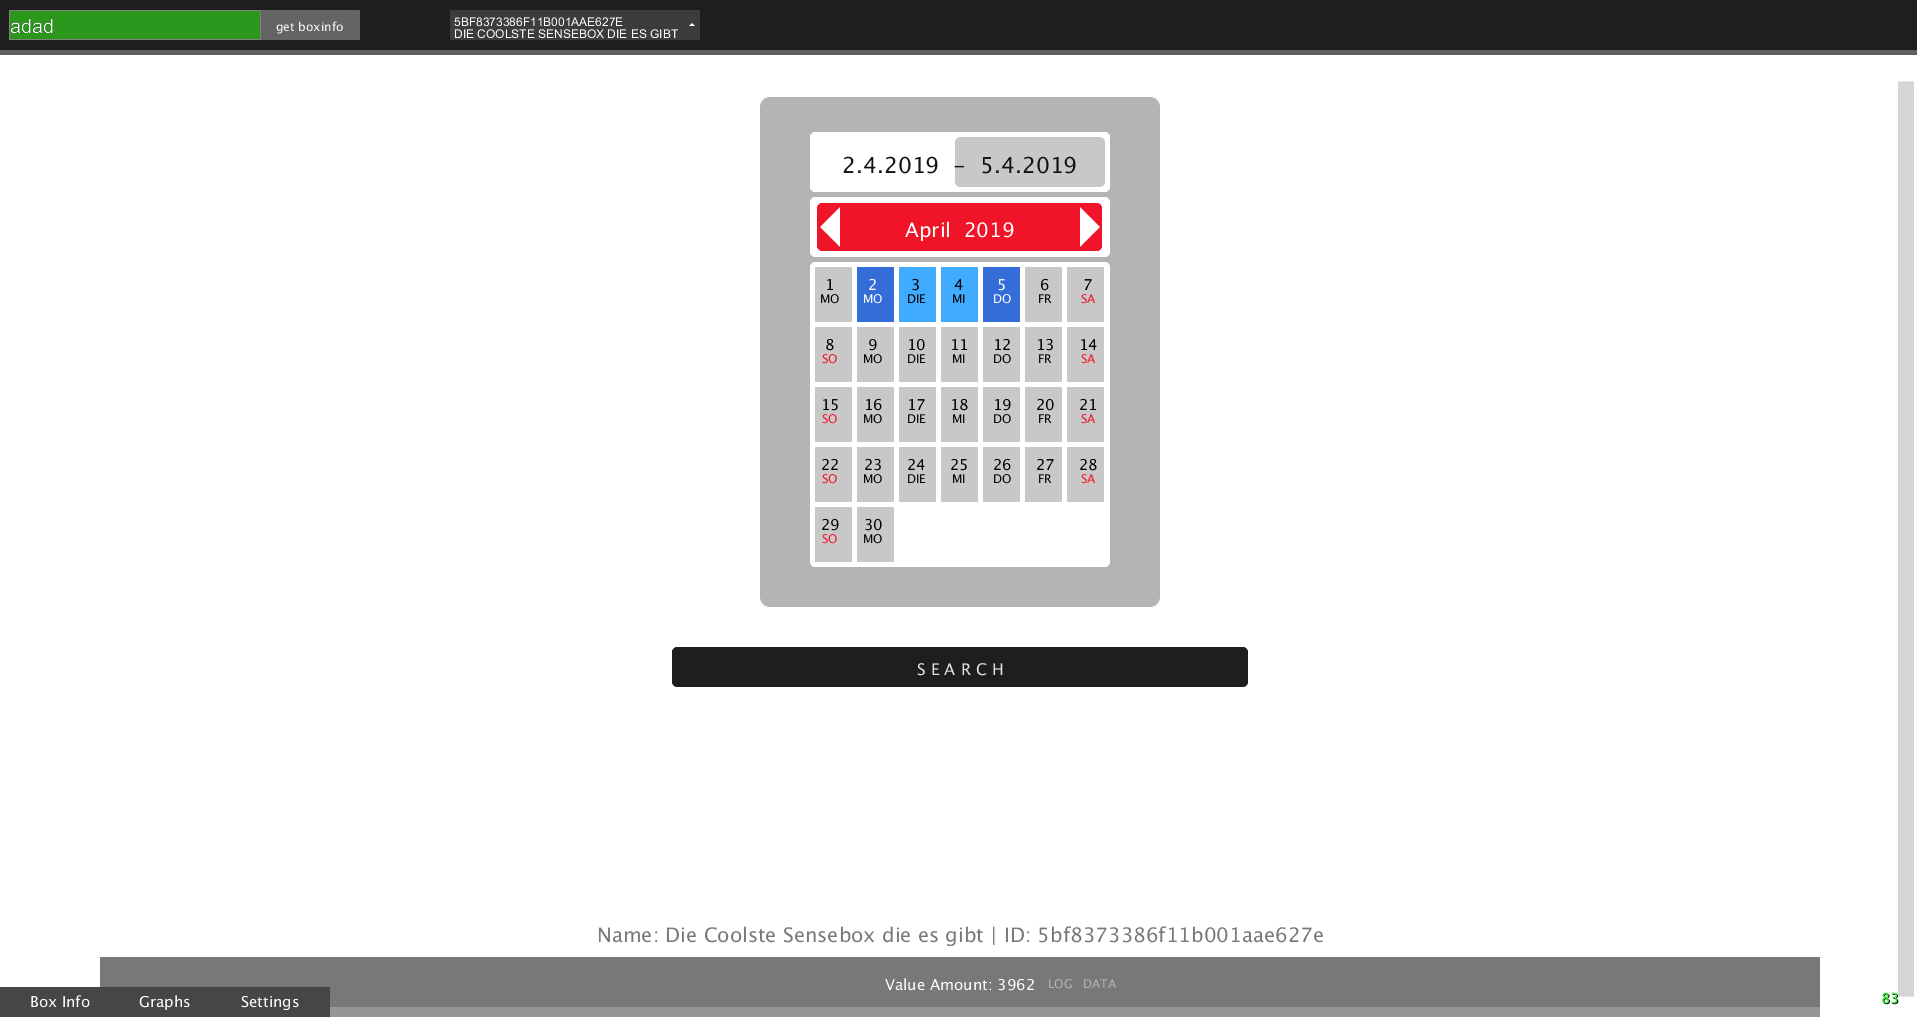 adad
get boxinfo
5BF8373386F11B001AAE627E
DIE COOLSTE SENSEBOX DIE ES GIBT
2.4.2019 – 5.4.2019
April 2019
1 2 3 4 5 6 7
MO MO DIE MI DO FR SA
8 9 10 11 12 13 14
SO MO DIE MI DO FR SA
15 16 17 18 19 20 21
SO MO DIE MI DO FR SA
22 23 24 25 26 27 28
SO MO DIE MI DO FR SA
29 30
SO MO
SEARCH
Name: Die Coolste Sensebox die es gibt | ID: 5bf8373386f11b001aae627e
Value Amount: 3962 LOG DATA
Box Info Graphs Settings
83